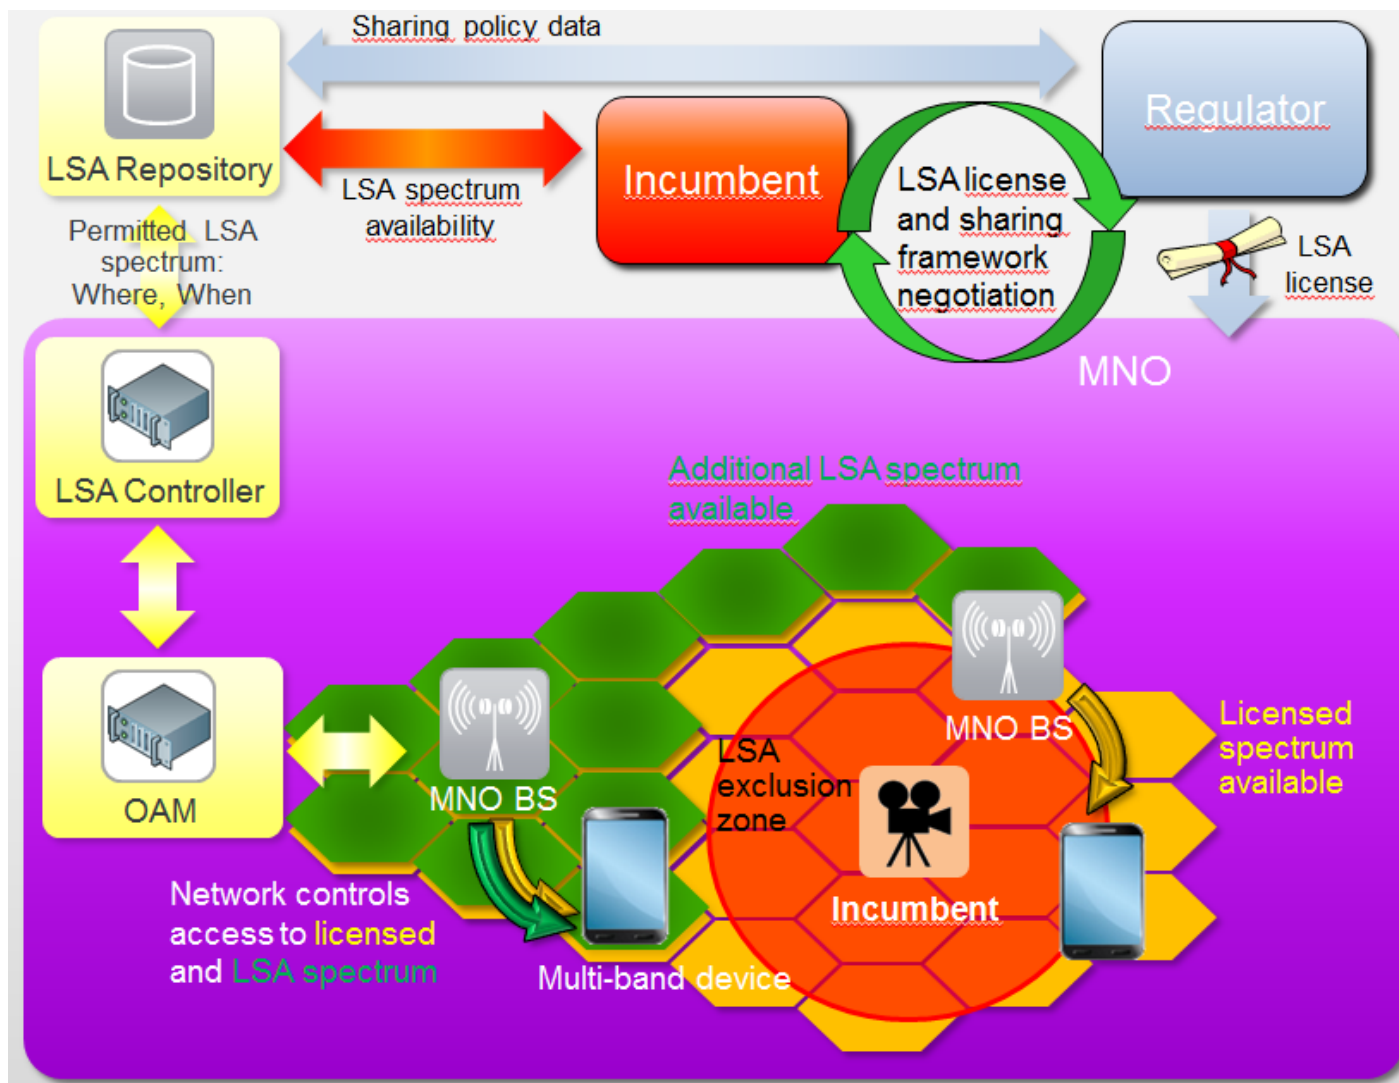 Sharing policy data
LSA Repository
Regulator
Incumbent
LSA spectrum
availability
LSA license
and sharing
framework
negotiation
Permitted LSA
spectrum:
Where, When
LSA
license
MNO
LSA Controller
Additional LSA spectrum
available
OAM
MNO BS
MNO BS
Licensed
spectrum
available
LSA
exclusion
zone
Incumbent
Network controls
access to licensed
and LSA spectrum
Multi-band device